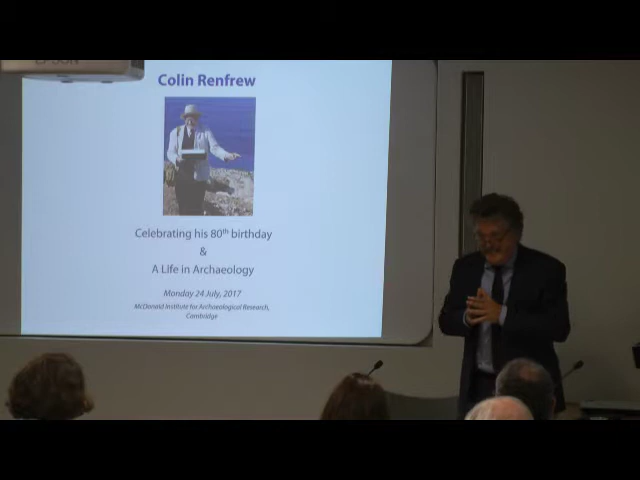 EPSON
Colin Renfrew
Celebrating his 80th birthday
&
A Life in Archaeology
Monday 24 July, 2017
McDonald Institute for Archaeological Research,
Cambridge